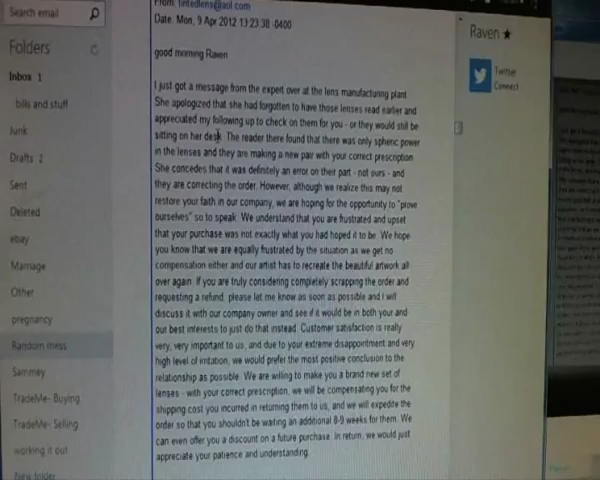 Search email
From: tintedlens@aol.com
Date: Mon, 9 Apr 2012 13:23:38 -0400
Raven ★
Folders
good morning Raven
Twitter
Connect
Inbox 1
bills and stuff
Junk
Drafts 2
Sent
Deleted
ebay
Marriage
Other
pregnancy
Random mess
Sammey
TradeMe- Buying
TradeMe- Selling
working it out
New folder
I just got a message from the expert over at the lens manufacturing plant
She apologized that she had forgotten to have those lenses read earlier and
appreciated my following up to check on them for you - or they would still be
sitting on her desk. The reader there found that there was only spheric power
in the lenses and they are making a new pair with your correct prescription
She concedes that it was definitely an error on their part - not ours - and
they are correcting the order. However, although we realize this may not
restore your faith in our company, we are hoping for the opportunity to "prove
ourselves" so to speak. We understand that you are frustrated and upset
that your purchase was not exactly what you had hoped it to be. We hope
you know that we are equally frustrated by the situation as we get no
compensation either and our artist has to recreate the beautiful artwork all
over again. If you are truly considering completely scrapping the order and
requesting a refund, please let me know as soon as possible and I will
discuss it with our company owner and see if it would be in both your and
our best interests to just do that instead. Customer satisfaction is really
very, very important to us, and due to your extreme disappointment and very
high level of irritation, we would prefer the most positive conclusion to the
relationship as possible. We are willing to make you a brand new set of
lenses - with your correct prescription, we will be compensating you for the
shipping cost you incurred in returning them to us, and we will expedite the
order so that you shouldn't be waiting an additional 8-9 weeks for them. We
can even offer you a discount on a future purchase. In return, we would just
appreciate your patience and understanding.